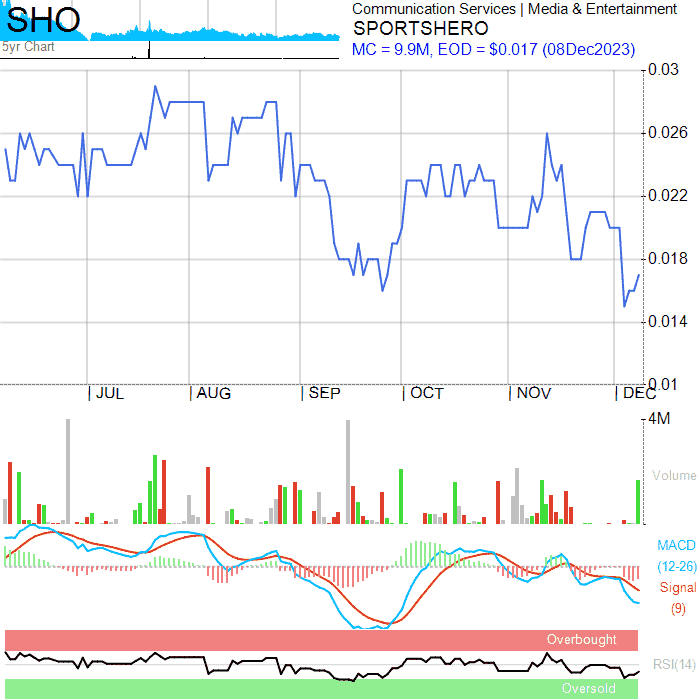 SHO
5yr Chart
Communication Services | Media & Entertainment
SPORTSHERO
MC = 9.9M, EOD = $0.017 (08Dec2023)
0.03
0.026
0.022
0.018
0.014
0.01
| JUL | AUG | SEP | OCT | NOV | DEC
4M
Volume
MACD
(12-26)
Signal
(9)
Overbought
RSI(14)
Oversold